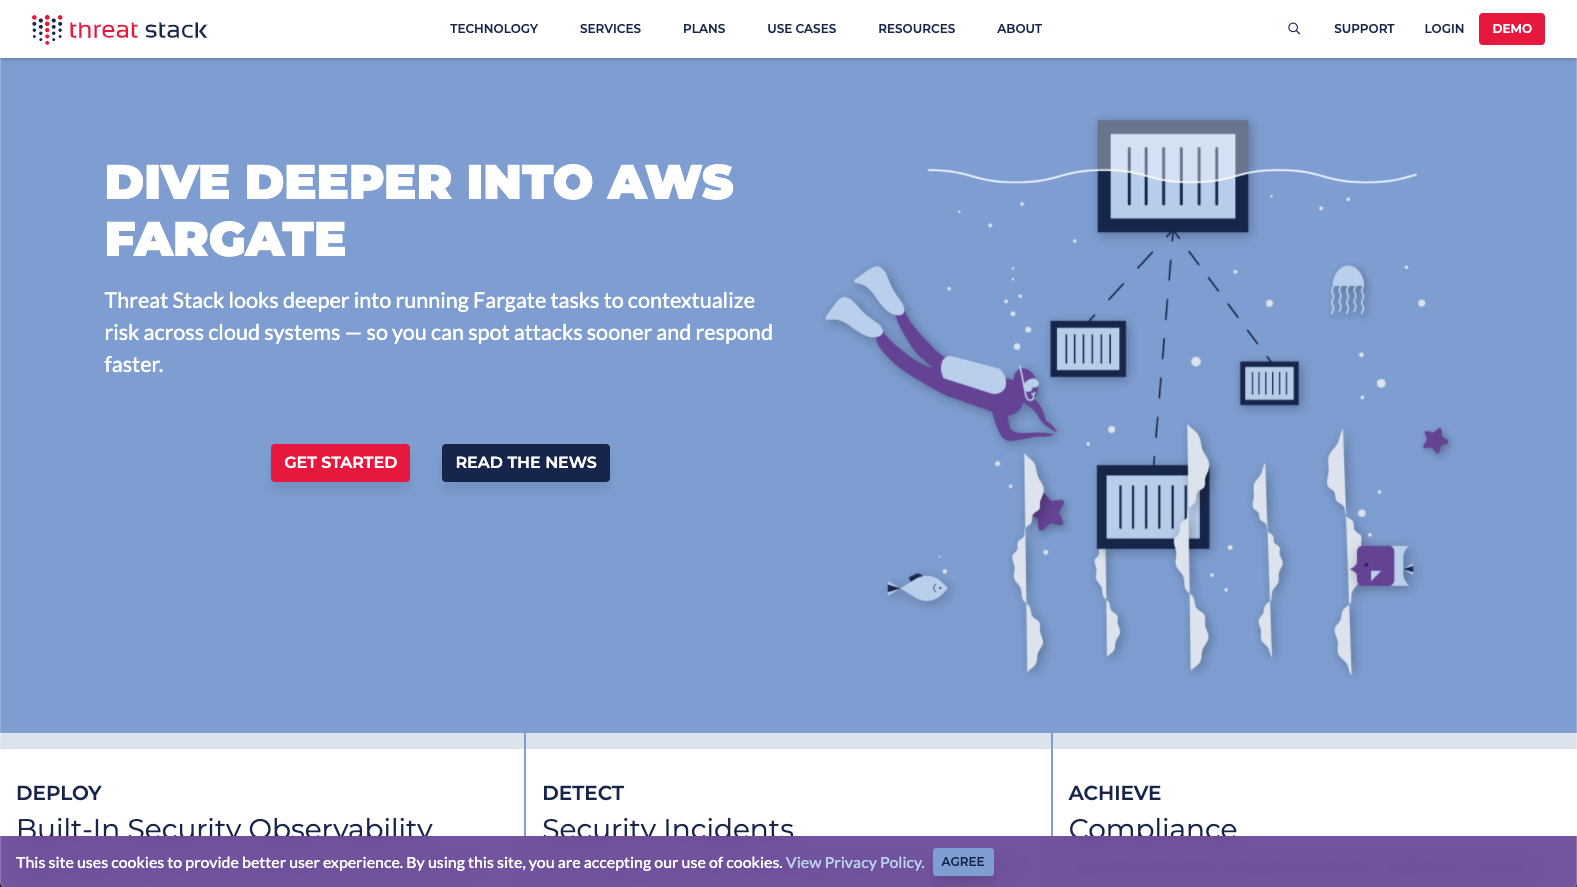 threat stack
TECHNOLOGY SERVICES PLANS USE CASES RESOURCES ABOUT SUPPORT LOGIN DEMO
DIVE DEEPER INTO AWS
FARGATE
Threat Stack looks deeper into running Fargate tasks to contextualize
risk across cloud systems — so you can spot attacks sooner and respond
faster.
GET STARTED READ THE NEWS
DEPLOY
Built-In Security Observability
DETECT
Security Incidents
ACHIEVE
Compliance
This site uses cookies to provide better user experience. By using this site, you are accepting our use of cookies. View Privacy Policy. AGREE